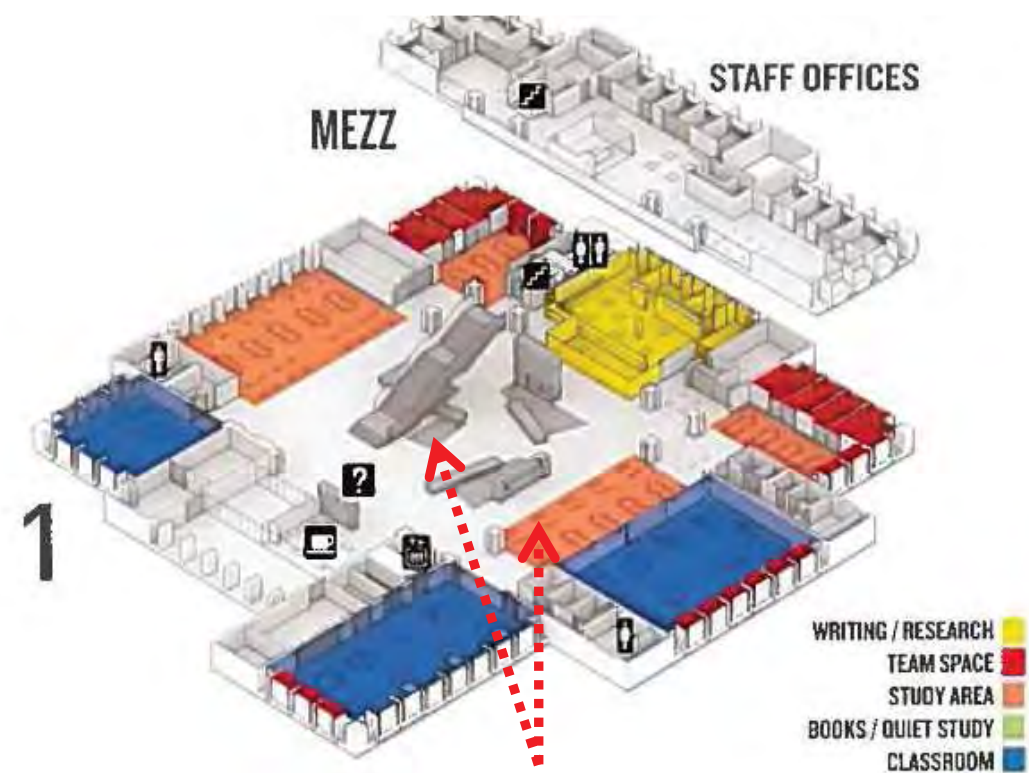 STAFF OFFICES
MEZZ
?
1
WRITING / RESEARCH
TEAM SPACE
STUDY AREA
BOOKS / QUIET STUDY
CLASSROOM